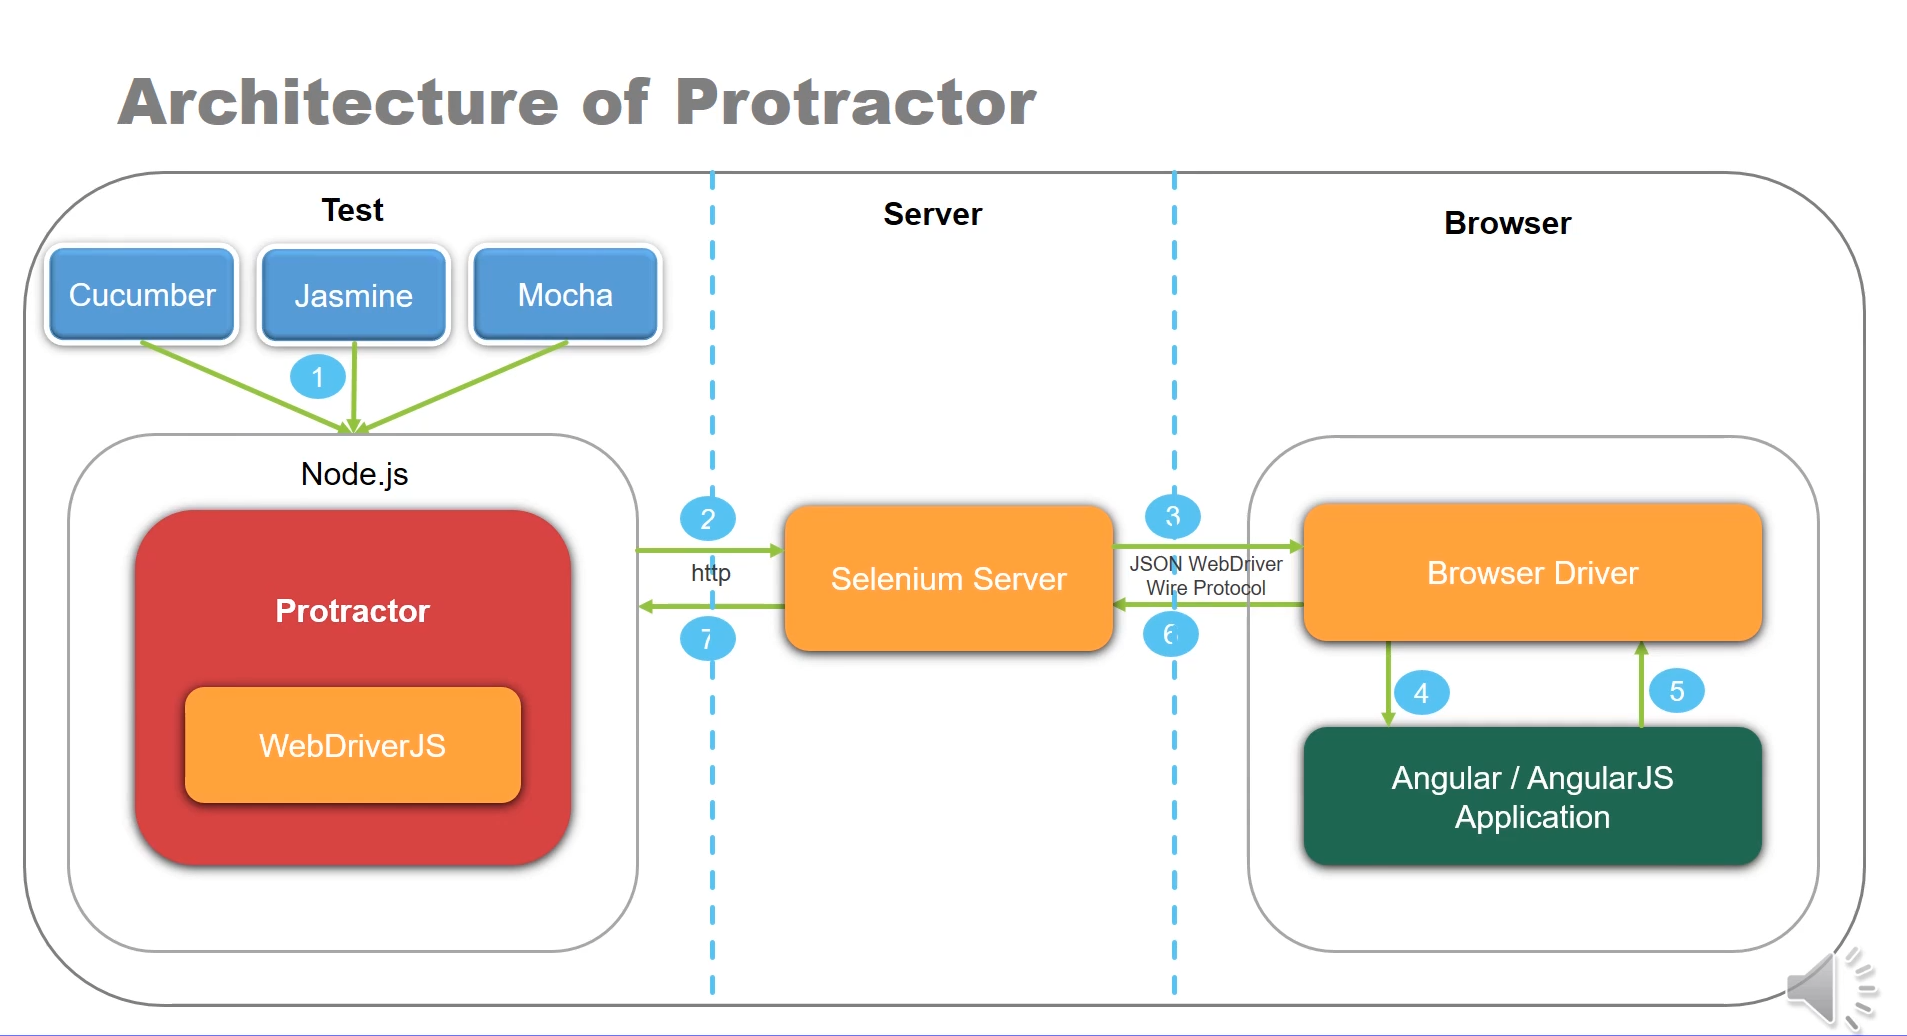 Architecture of Protractor
Test
Server
Browser
Cucumber
Jasmine
Mocha
1
Node.js
Protractor
WebDriverJS
2
http
7
Selenium Server
3
JSON WebDriver
Wire Protocol
6
Browser Driver
4
5
Angular / AngularJS
Application